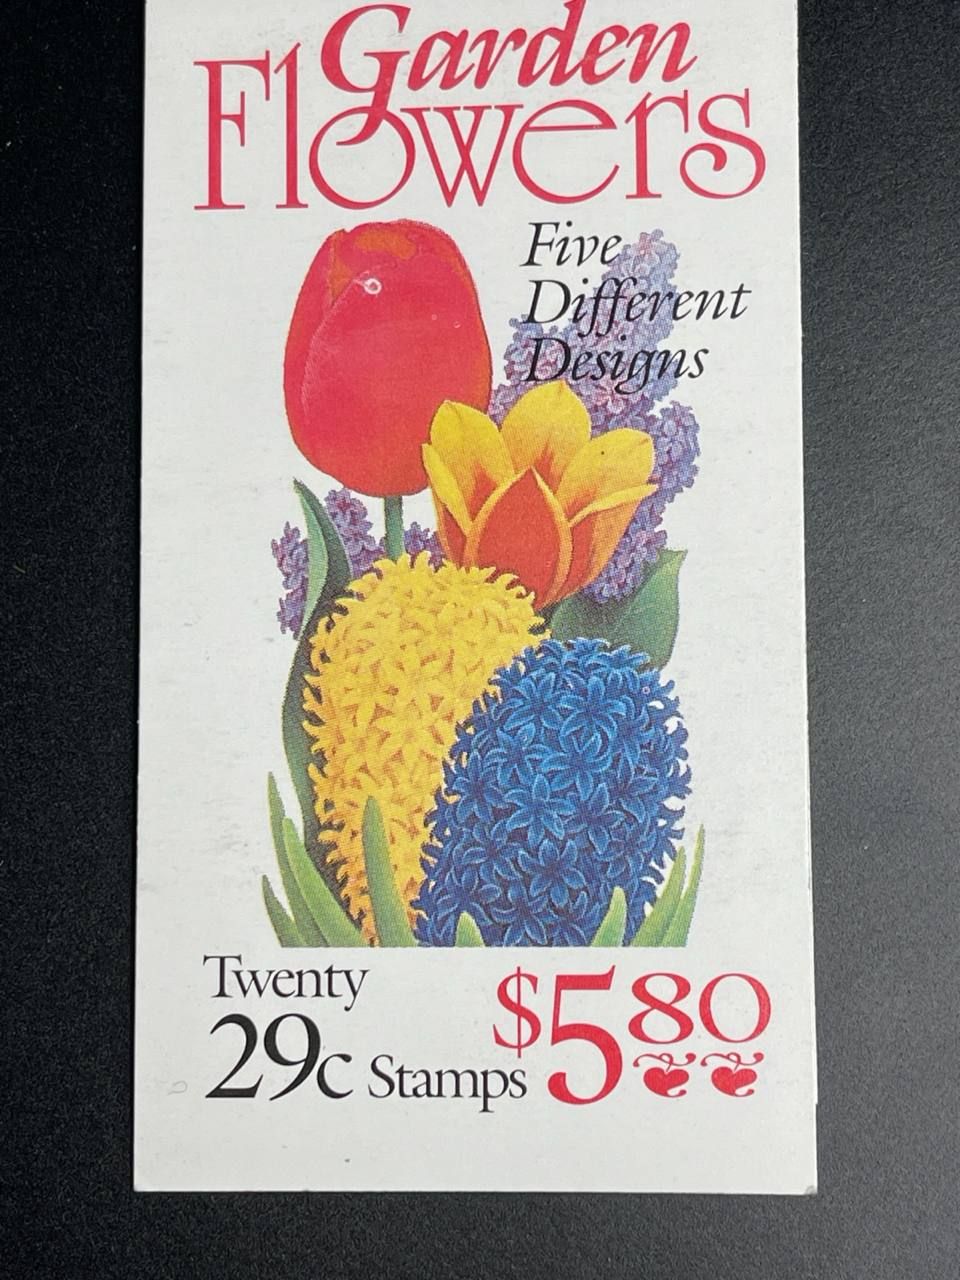 Garden
Flowers
Five
Different
Designs
Twenty
29c Stamps
$5.80